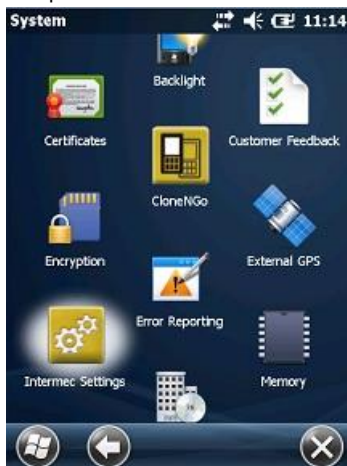 System 11:14
Backlight
Certificates
Customer Feedback
CloneNGo
Encryption
External GPS
Error Reporting
Intermec Settings
Memory